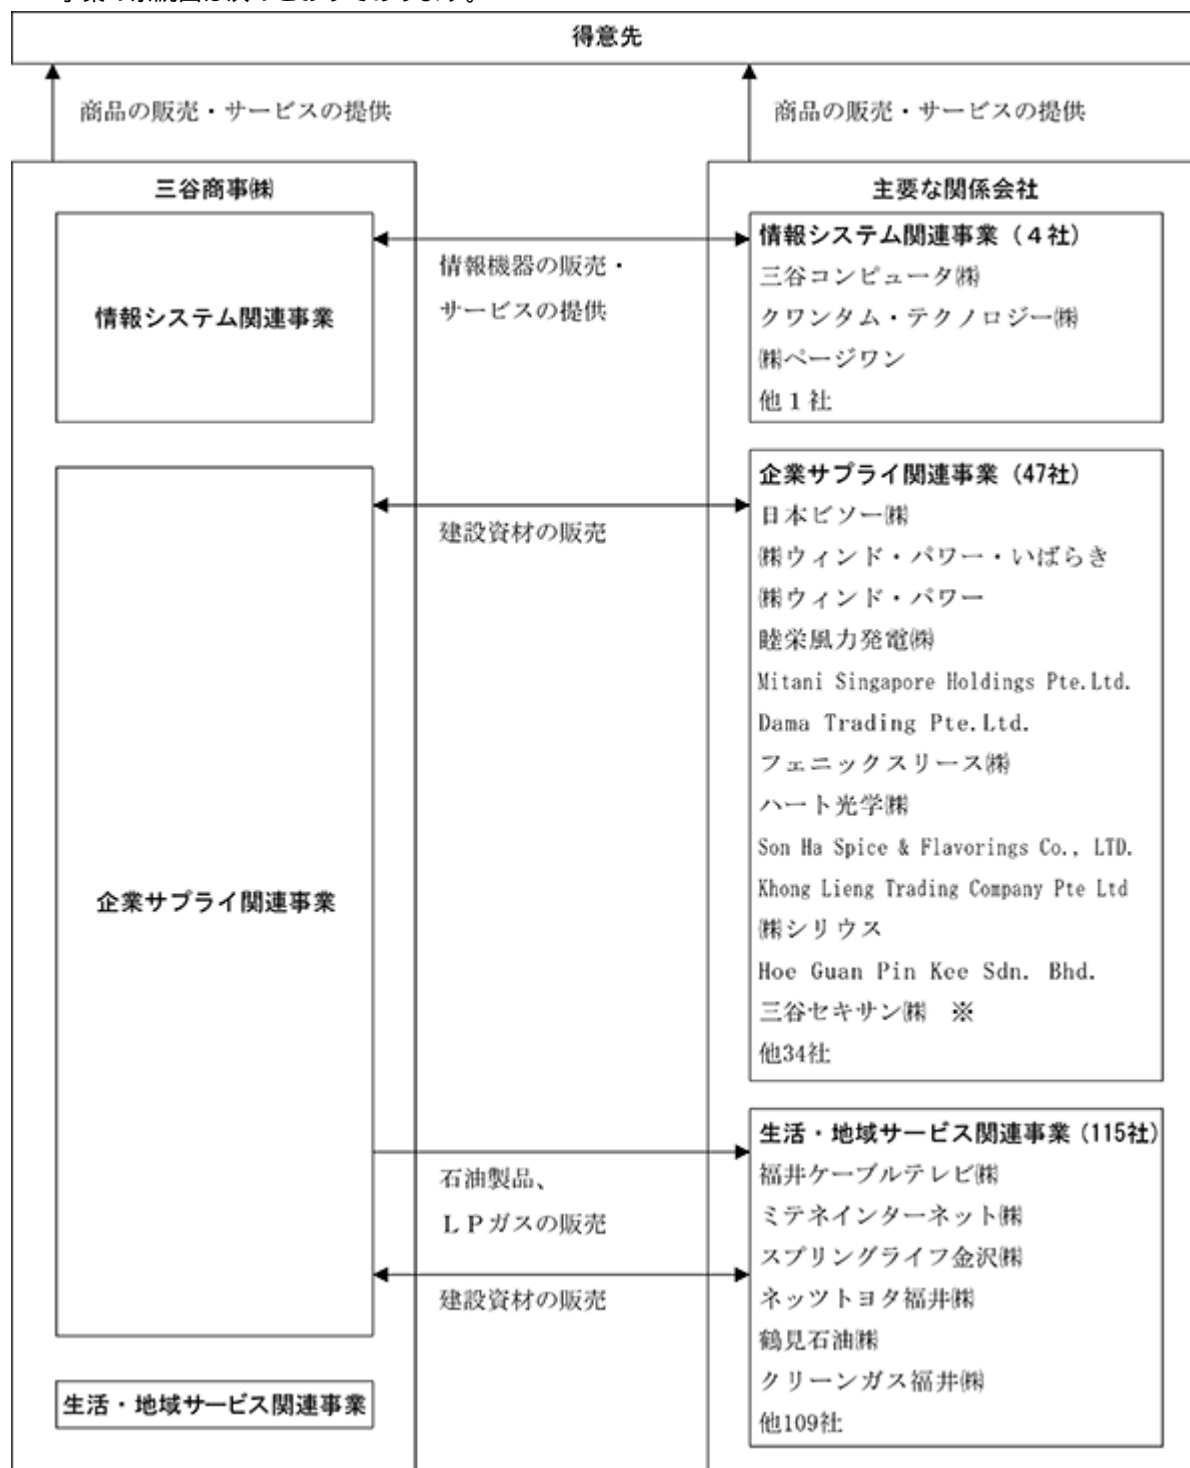 得意先
商品の販売・サービスの提供
商品の販売・サービスの提供
三谷商事㈱
情報システム関連事業
企業サプライ関連事業
生活・地域サービス関連事業
情報機器の販売・
サービスの提供
建設資材の販売
石油製品、
ＬＰガスの販売
建設資材の販売
主要な関係会社
情報システム関連事業（４社）
三谷コンピュータ㈱
クワンタム・テクノロジー㈱
㈱ページワン
他１社
企業サプライ関連事業（47社）
日本ビソー㈱
㈱ウィンド・パワー・いばらき
㈱ウィンド・パワー
睦栄風力発電㈱
Mitani Singapore Holdings Pte.Ltd.
Dama Trading Pte.Ltd.
フェニックスリース㈱
ハート光学㈱
Son Ha Spice & Flavorings Co., LTD.
Khong Lieng Trading Company Pte Ltd
㈱シリウス
Hoe Guan Pin Kee Sdn. Bhd.
三谷セキサン㈱　※
他34社
生活・地域サービス関連事業（115社）
福井ケーブルテレビ㈱
ミテネインターネット㈱
スプリングライフ金沢㈱
ネッツトヨタ福井㈱
鶴見石油㈱
クリーンガス福井㈱
他109社